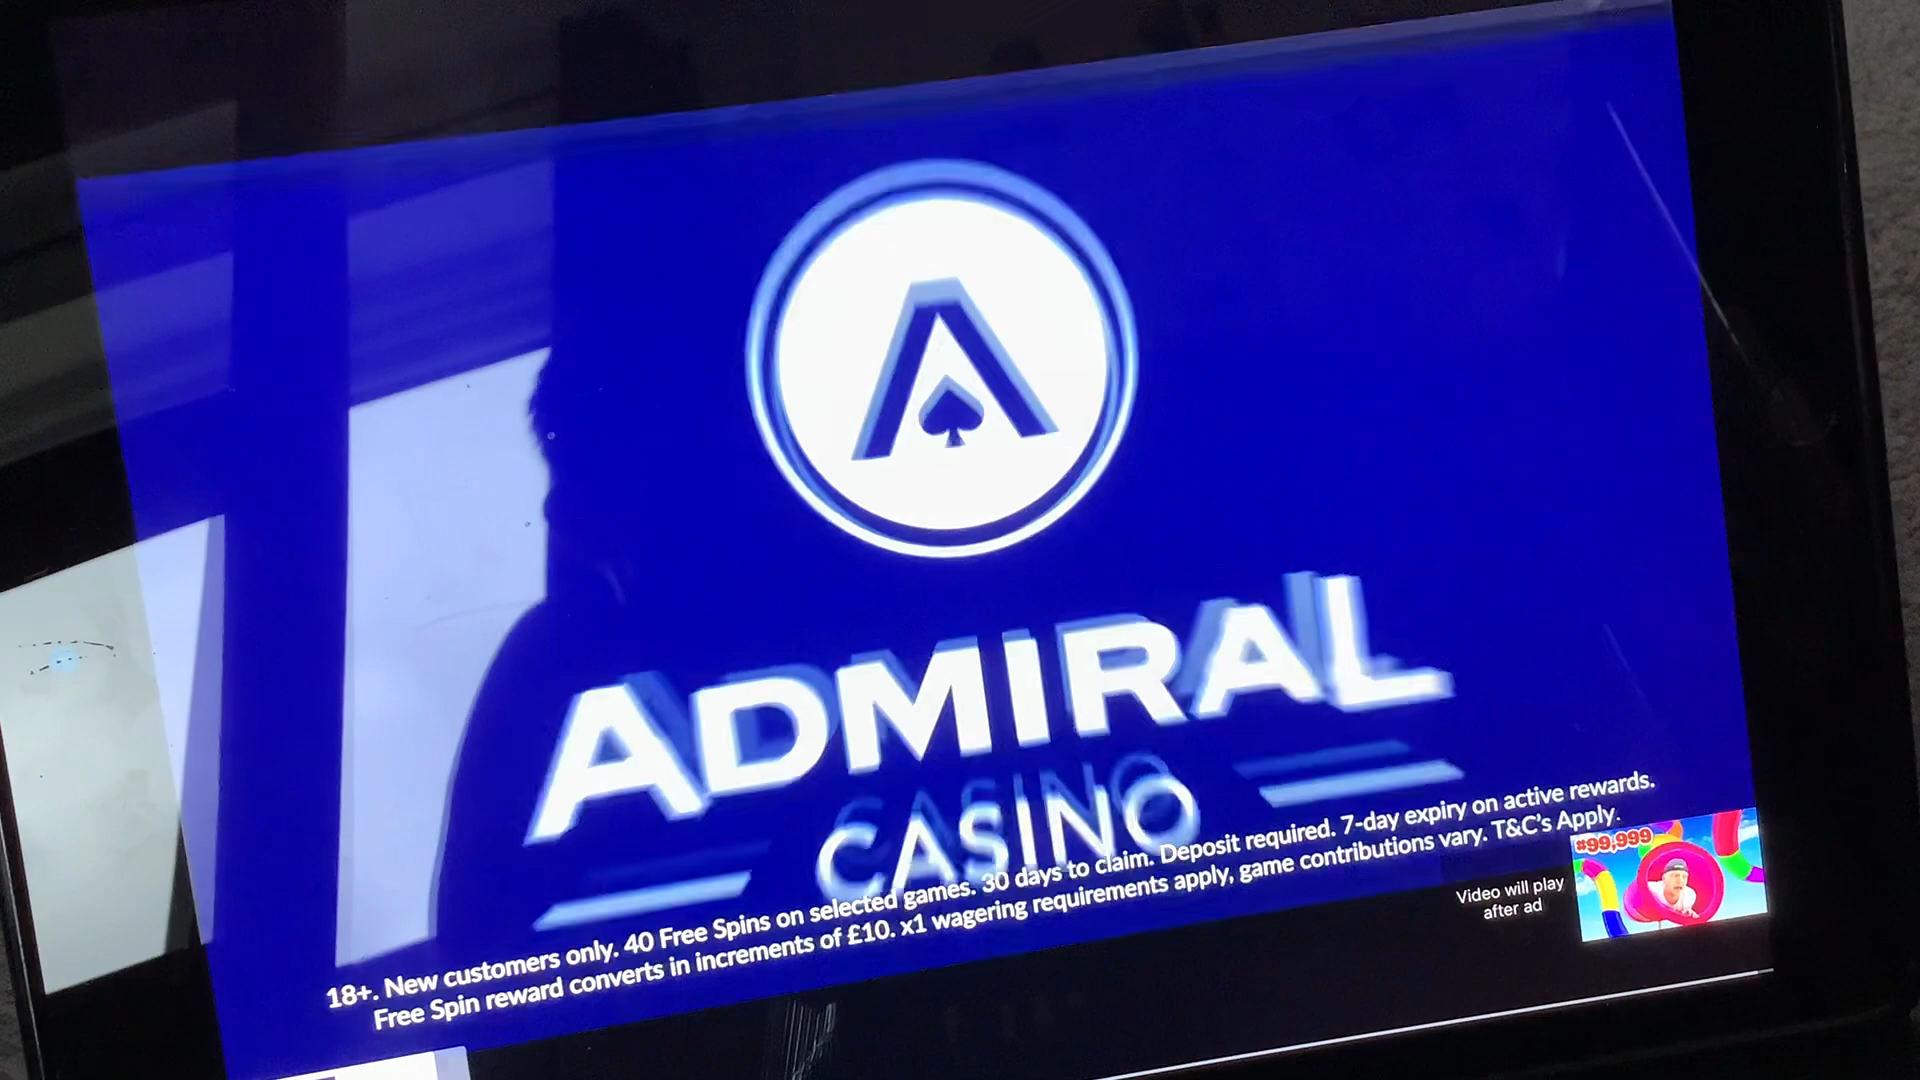 ADMIRAL
CASINO
18+. New customers only. 40 Free Spins on selected games. 30 days to claim. Deposit required. 7-day expiry on active rewards.
Free Spin reward converts in increments of £10. x1 wagering requirements apply, game contributions vary. T&C's Apply.
#99,999
Video will play
after ad